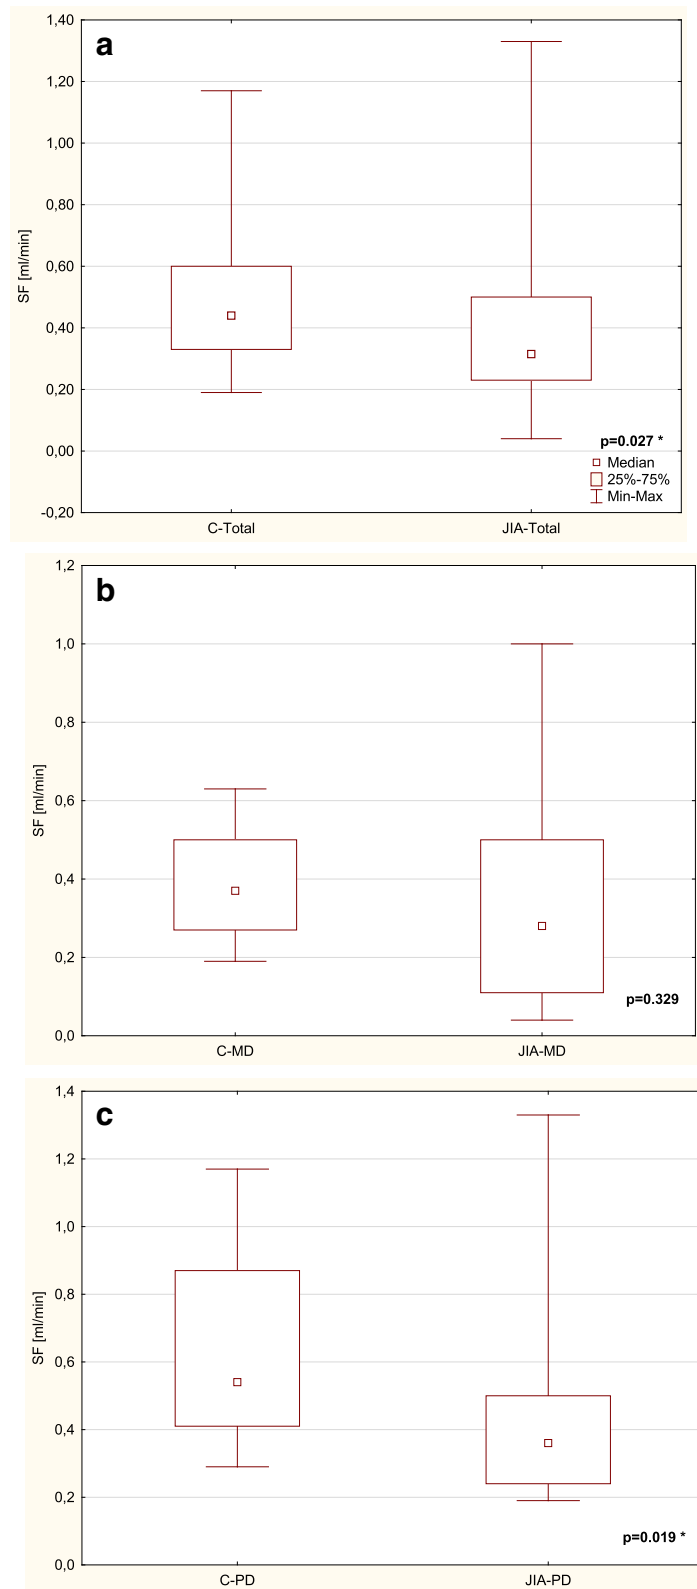 a
1,40
1,20
1,00
0,80
0,60
0,40
0,20
0,00
-0,20
SF [ml/min]
p=0.027 *
Median
25%-75%
Min-Max
C-Total JIA-Total
b
1,2
1,0
0,8
0,6
0,4
0,2
0,0
SF [ml/min]
p=0.329
C-MD JIA-MD
c
1,4
1,2
1,0
0,8
0,6
0,4
0,2
0,0
SF [ml/min]
p=0.019 *
C-PD JIA-PD